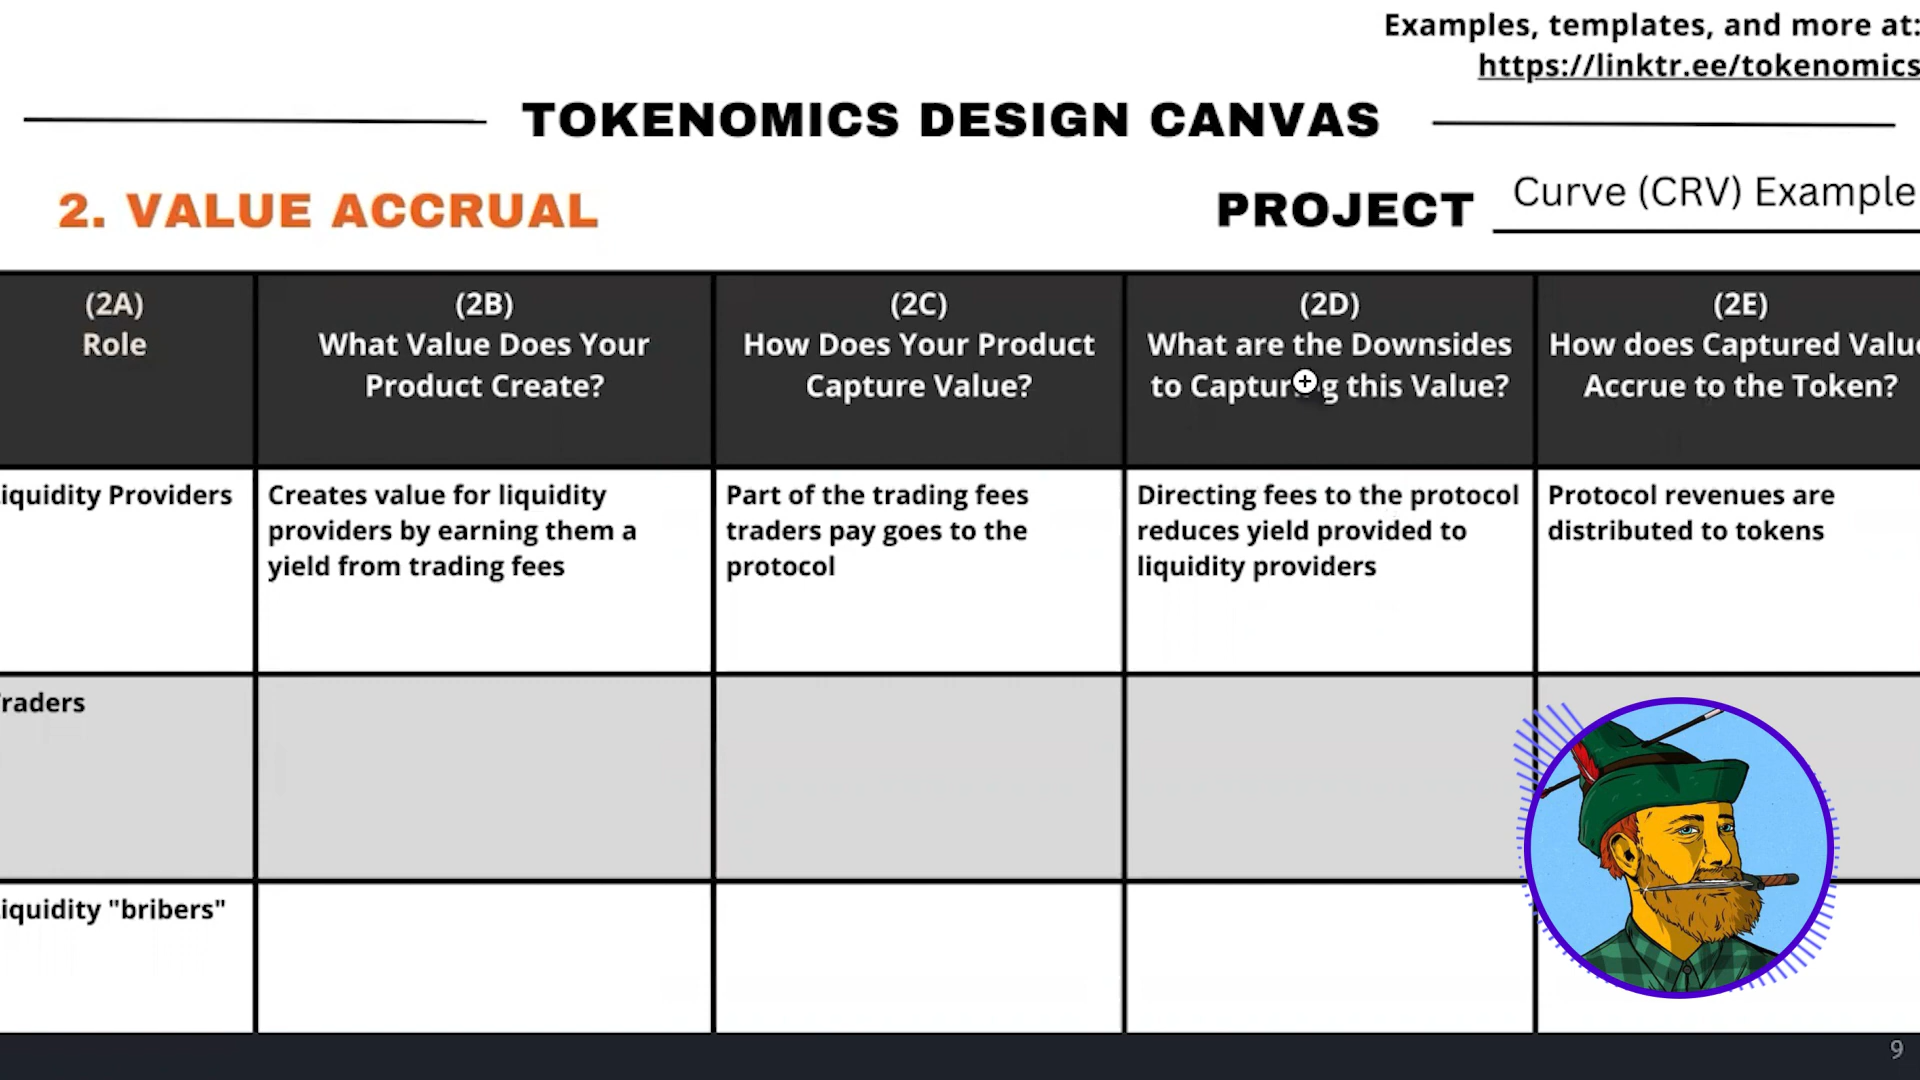 Examples, templates, and more at:
https://linktr.ee/tokenomics
TOKENOMICS DESIGN CANVAS
2. VALUE ACCRUAL
PROJECT Curve (CRV) Example
(2A)
Role
(2B)
What Value Does Your
Product Create?
(2C)
How Does Your Product
Capture Value?
(2D)
What are the Downsides
to Capturing this Value?
(2E)
How does Captured Valu
Accrue to the Token?
iquidity Providers
Creates value for liquidity
providers by earning them a
yield from trading fees
Part of the trading fees
traders pay goes to the
protocol
Directing fees to the protocol
reduces yield provided to
liquidity providers
Protocol revenues are
distributed to tokens
raders
iquidity "bribers"
9